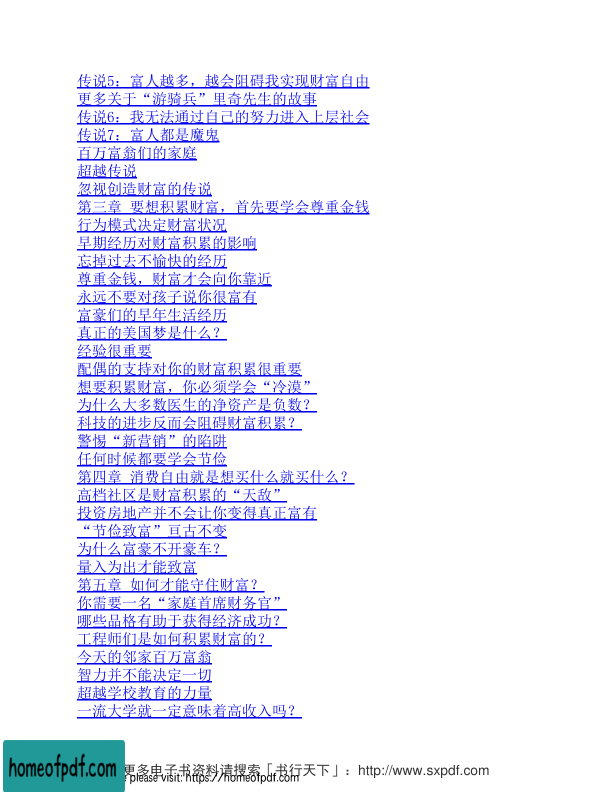 传说5：富人越多，越会阻碍我实现财富自由
更多关于“游骑兵”里奇先生的故事
传说6：我无法通过自己的努力进入上层社会
传说7：富人都是魔鬼
百万富翁们的家庭
超越传说
忽视创造财富的传说
第三章 要想积累财富，首先要学会尊重金钱
行为模式决定财富状况
早期经历对财富积累的影响
忘掉过去不愉快的经历
尊重金钱，财富才会向你靠近
永远不要对孩子说你很富有
富豪们的早年生活经历
真正的美国梦是什么？
经验很重要
配偶的支持对你的财富积累很重要
想要积累财富，你必须学会“冷漠”
为什么大多数医生的净资产是负数？
科技的进步反而会阻碍财富积累？
警惕“新营销”的陷阱
任何时候都要学会节俭
第四章 消费自由就是想买什么就买什么？
高档社区是财富积累的“天敌”
投资房地产并不会让你变得真正富有
“节俭致富”亘古不变
为什么富豪不开豪车？
量入为出才能致富
第五章 如何才能守住财富？
你需要一名“家庭首席财务官”
哪些品格有助于获得经济成功？
工程师们是如何积累财富的？
今天的邻家百万富翁
智力并不能决定一切
超越学校教育的力量
一流大学就一定意味着高收入吗？
更多电子书资料请搜索「书行天下」：http://www.sxpdf.com
please visit: https://homeofpdf.com
homeofpdf.com